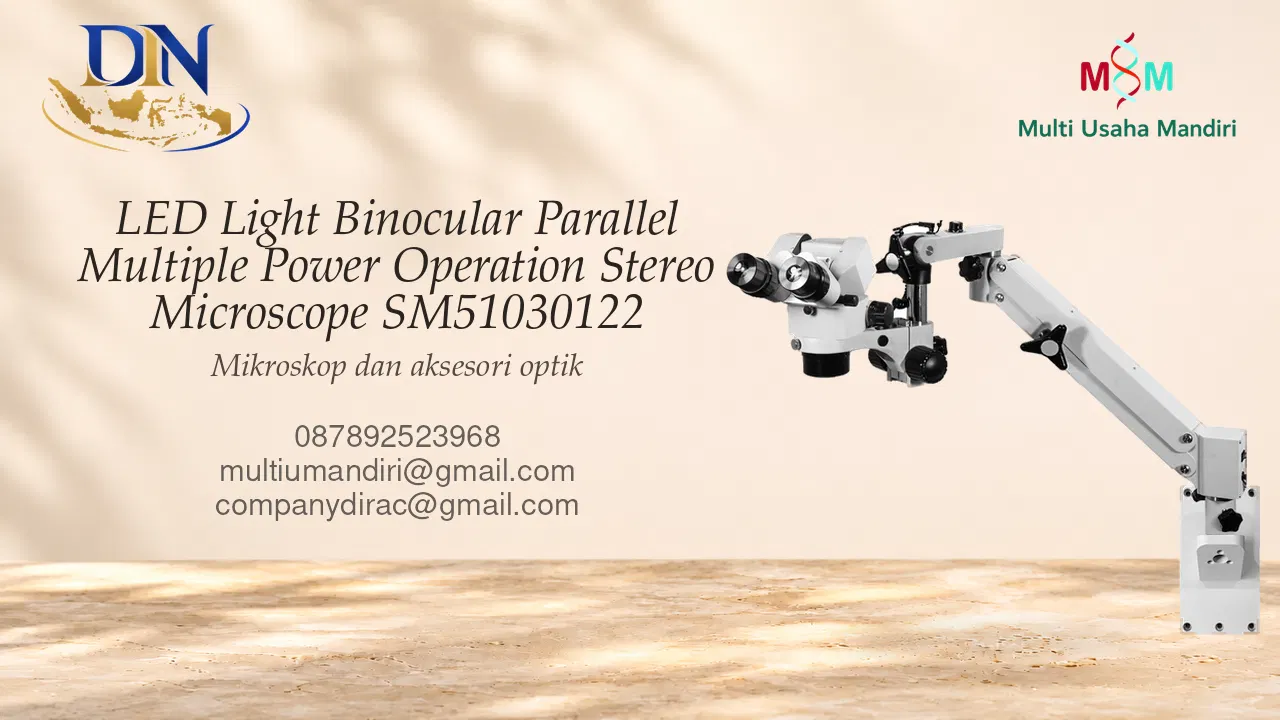 DIN
M M
Multi Usaha Mandiri
LED Light Binocular Parallel
Multiple Power Operation Stereo
Microscope SM51030122
Mikroskop dan aksesori optik
087892523968
multiumandiri@gmail.com
companydirac@gmail.com